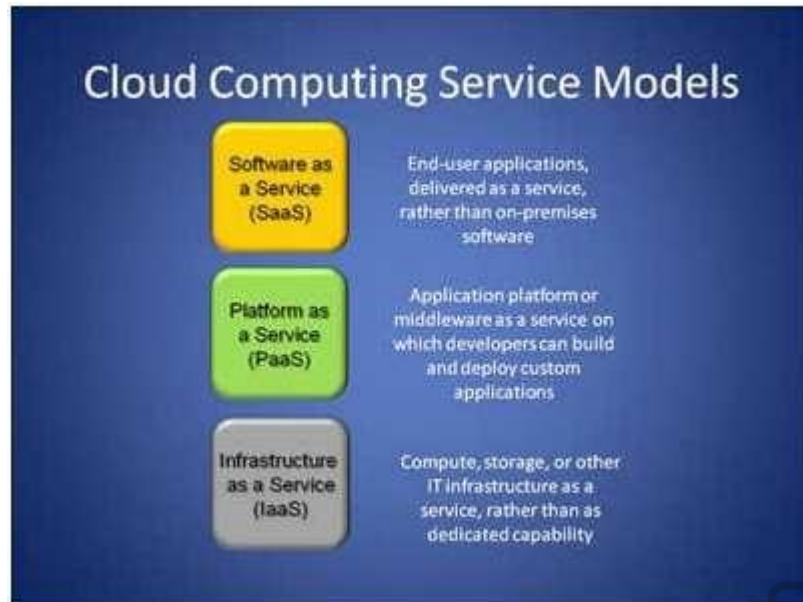 Cloud Computing Service Models
Software as
a Service
(SaaS)
End-user applications,
delivered as a service,
rather than on-premises
software
Platform as
a Service
(PaaS)
Application platform or
middleware as a service on
which developers can build
and deploy custom
applications
Infrastructure
as a Service
(IaaS)
Compute, storage, or other
IT infrastructure as a
service, rather than as
dedicated capability